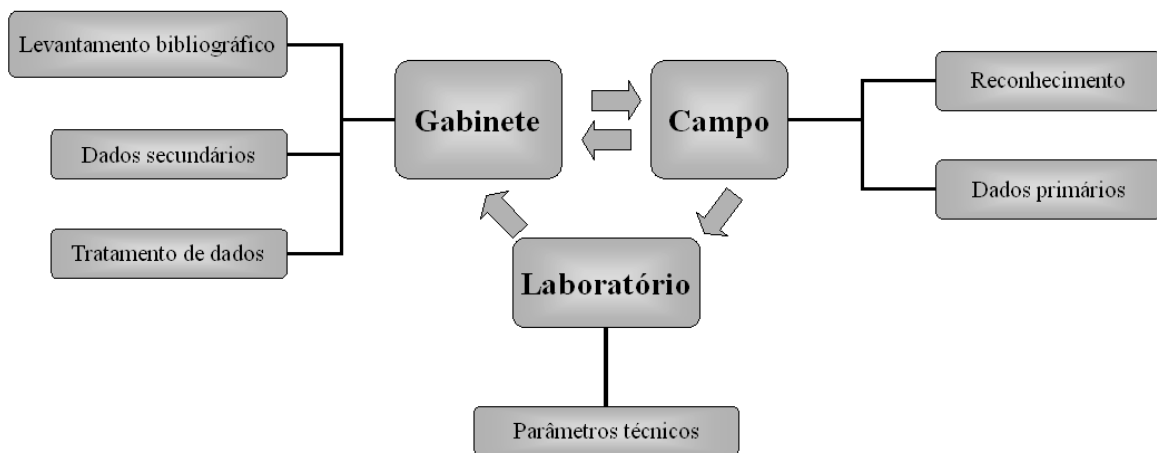 Levantamento bibliográfico
Gabinete
Campo
Reconhecimento
Dados secundários
Dados primários
Tratamento de dados
Laboratório
Parâmetros técnicos